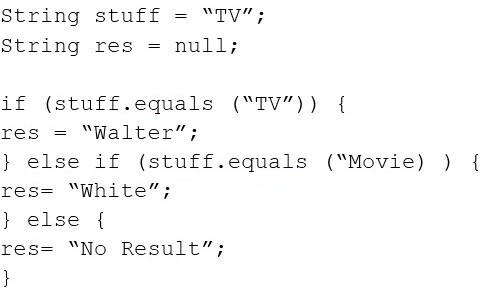 String stuff = “TV”;
String res = null;
if (stuff.equals (“TV”)) {
res = “Walter”;
} else if (stuff.equals (“Movie) ) {
res= “White”;
} else {
res= “No Result”;
}